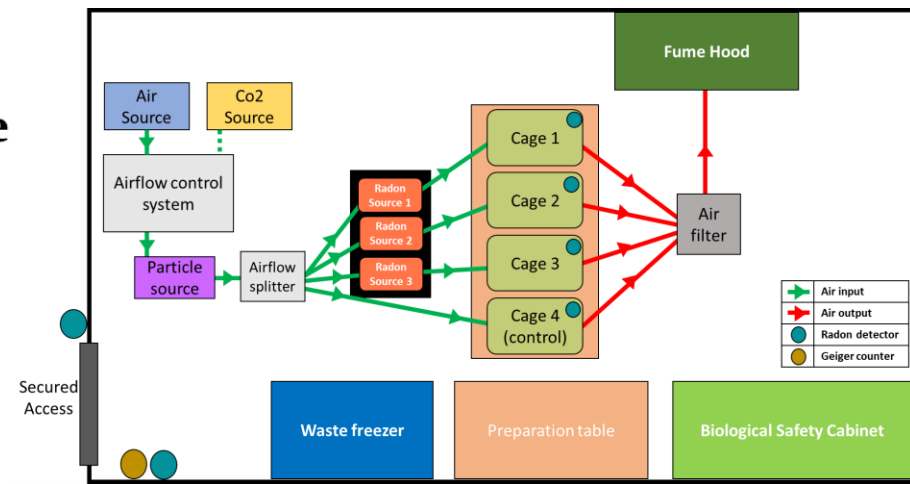 e
Fume Hood
Air
Source
Co2
Source
Airflow control
system
Particle
source
Airflow
splitter
Radon
Source 1
Radon
Source 2
Radon
Source 3
Cage 1
Cage 2
Cage 3
Cage 4
(control)
Air
filter
Air input
Air output
Radon detector
Geiger counter
Secured
Access
Waste freezer
Preparation table
Biological Safety Cabinet